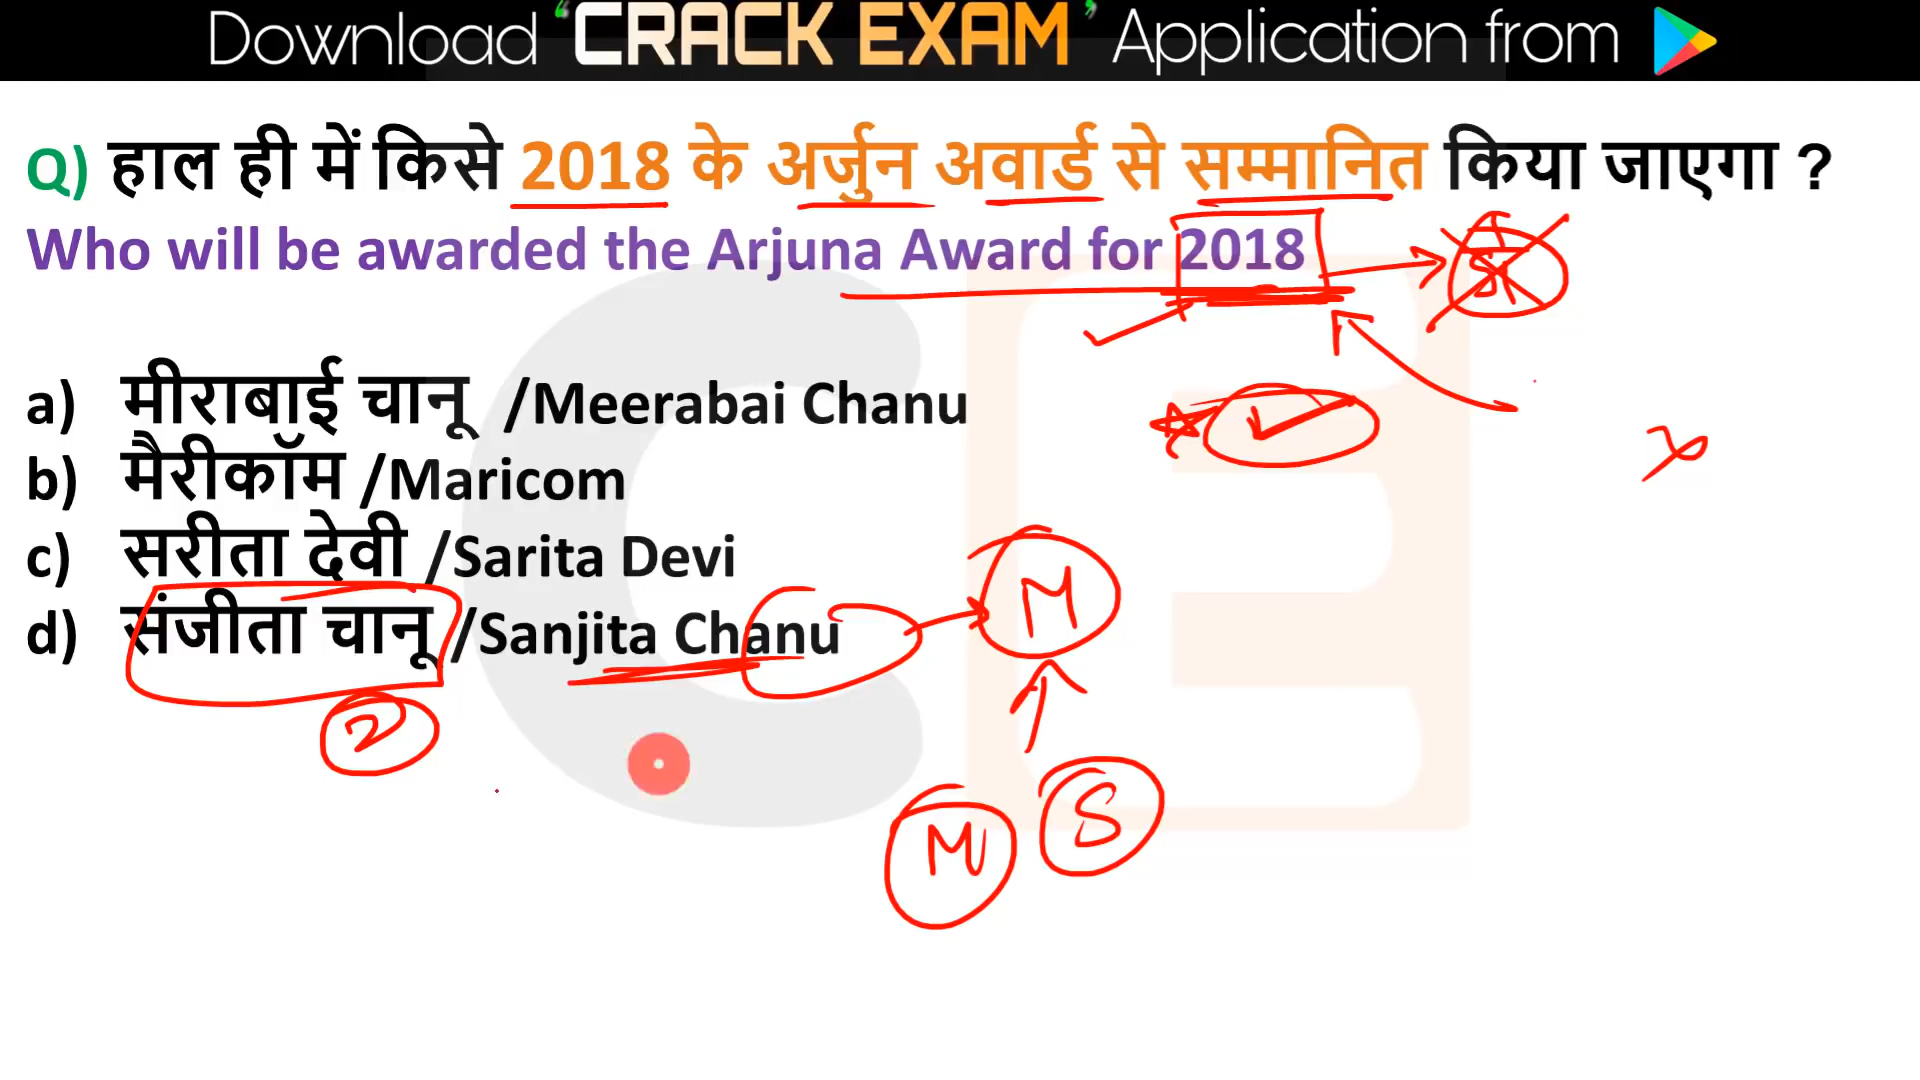 Download ‘CRACK EXAM’ Application from
Q) हाल ही में किसे 2018 के अर्जुन अवार्ड से सम्मानित किया जाएगा ?
Who will be awarded the Arjuna Award for 2018
a) मीराबाई चानू /Meerabai Chanu
b) मैरीकॉम /Maricom
c) सरीता देवी /Sarita Devi
d) संजीता चानू /Sanjita Chanu
M
2
M S